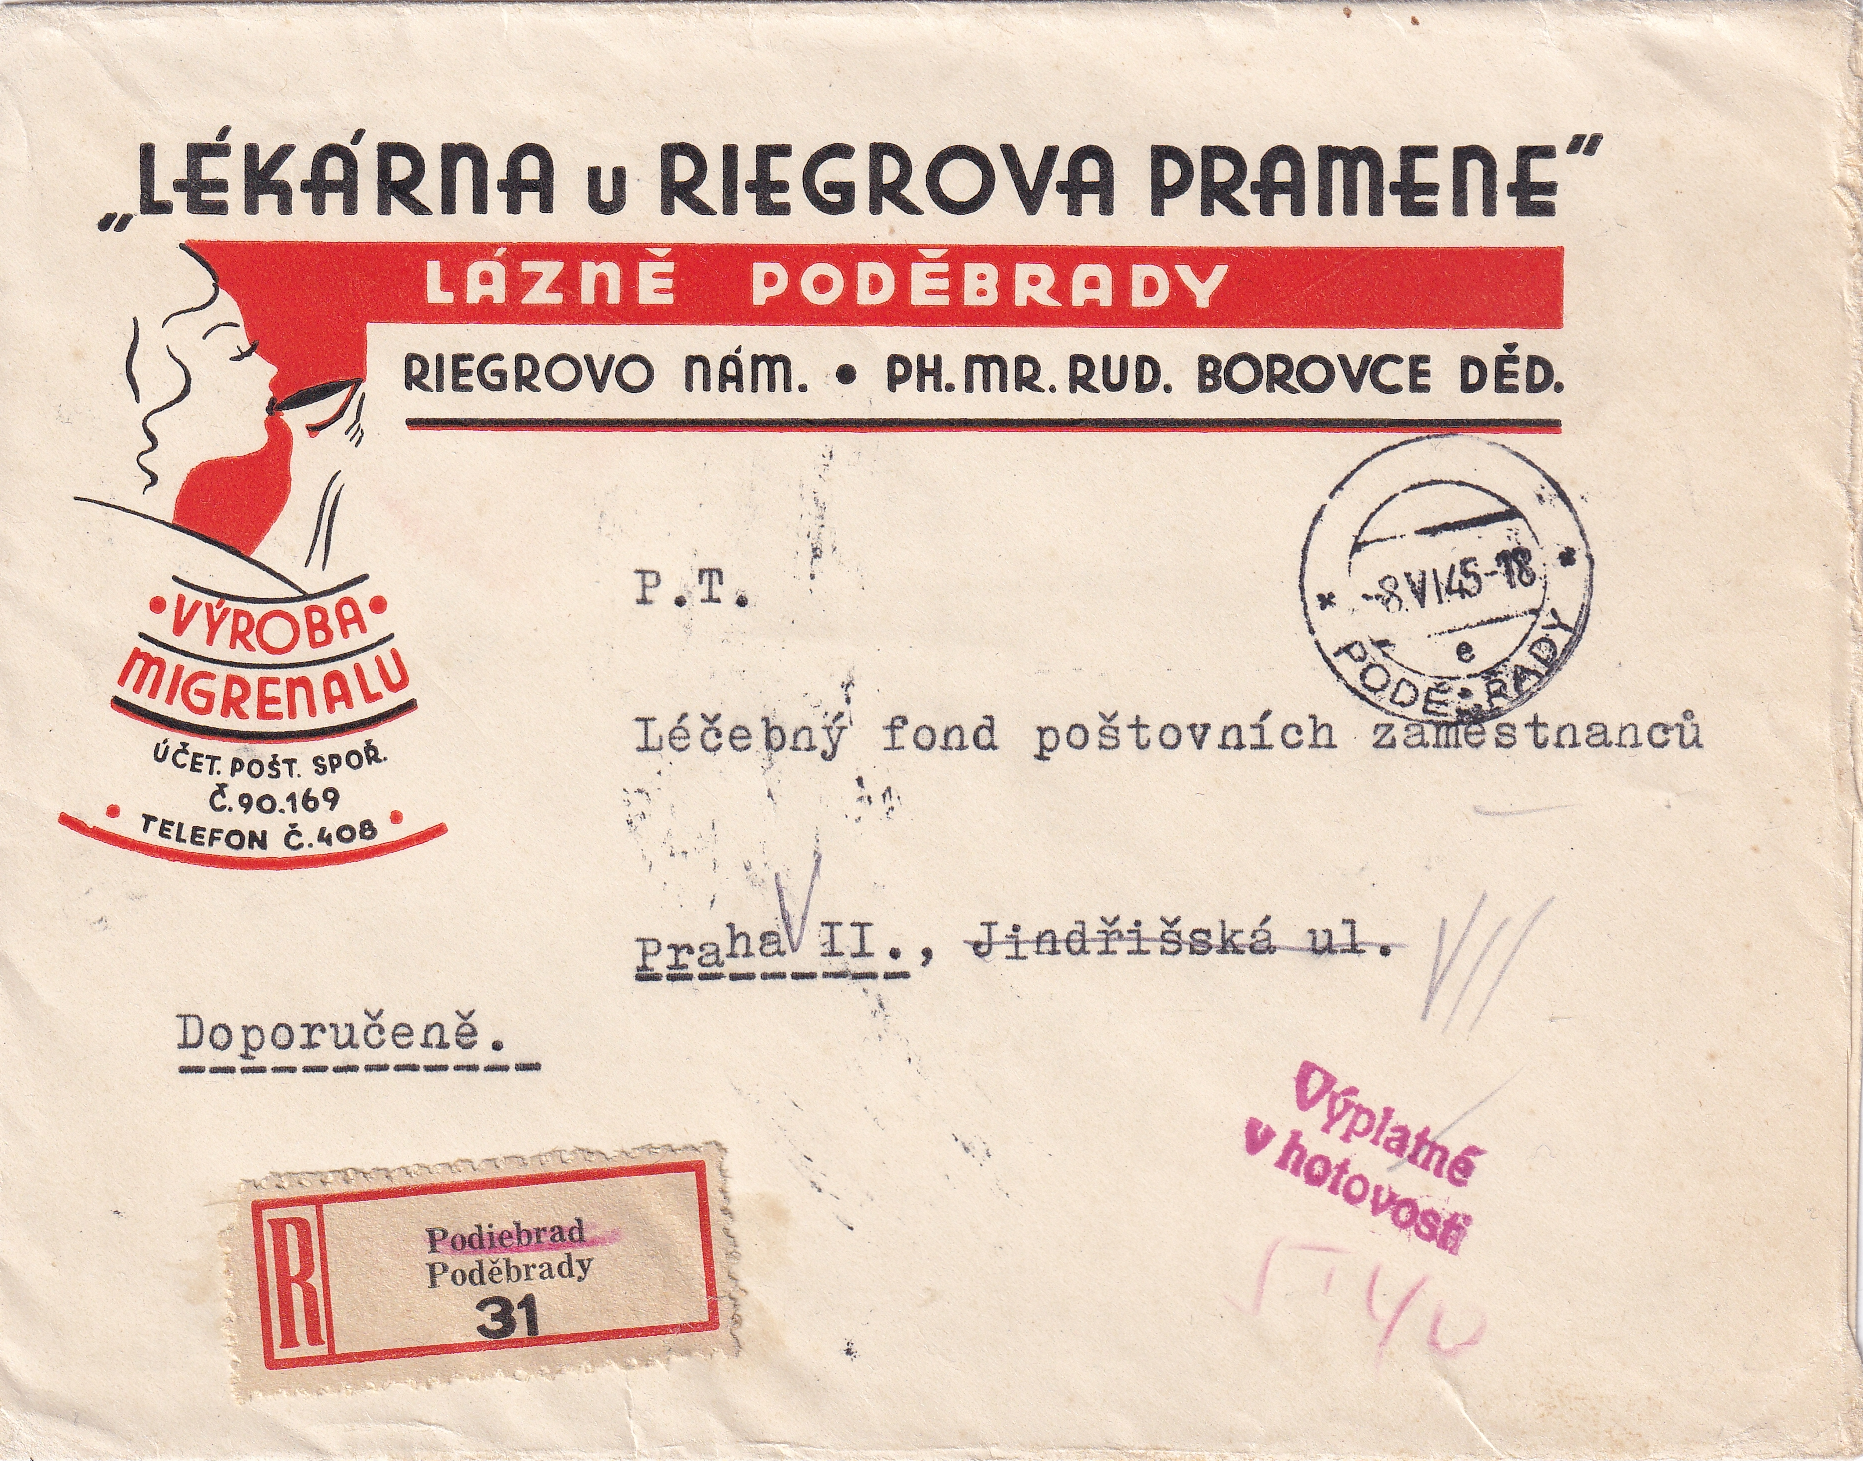 „LÉKÁRNA u RIEGROVA PRAMENE"
LÁZNĚ PODĚBRADY
RIEGROVO NÁM. • PH.MR. RUD. BOROVCE DĚD.
•VÝROBA•
MIGRENALU
ÚČET. POŠT. SPOŘ.
Č.90.169
• TELEFON Č.408 •
-8.VI.45-18
e
PODĚBRADY
P.T.
Léčebný fond poštovních zaměstnanců
Praha II., Jindřišská ul.
V
VII
Doporučeně.
Výplatné
v hotovosti
R
Podiebrad
Poděbrady
31